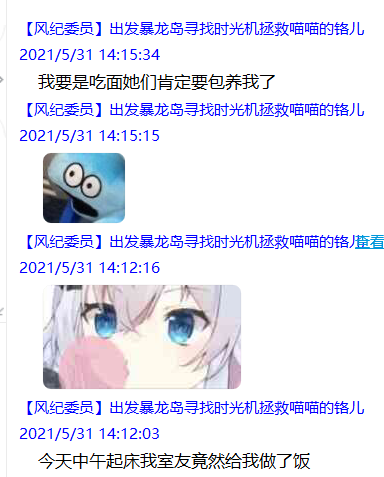 【风纪委员】出发暴龙岛寻找时光机拯救喵喵的铬儿
2021/5/31 14:15:34
我要是吃面她们肯定要包养我了
【风纪委员】出发暴龙岛寻找时光机拯救喵喵的铬儿
2021/5/31 14:15:15
【风纪委员】出发暴龙岛寻找时光机拯救喵喵的铬儿查看
2021/5/31 14:12:16
【风纪委员】出发暴龙岛寻找时光机拯救喵喵的铬儿
2021/5/31 14:12:03
今天中午起床我室友竟然给我做了饭